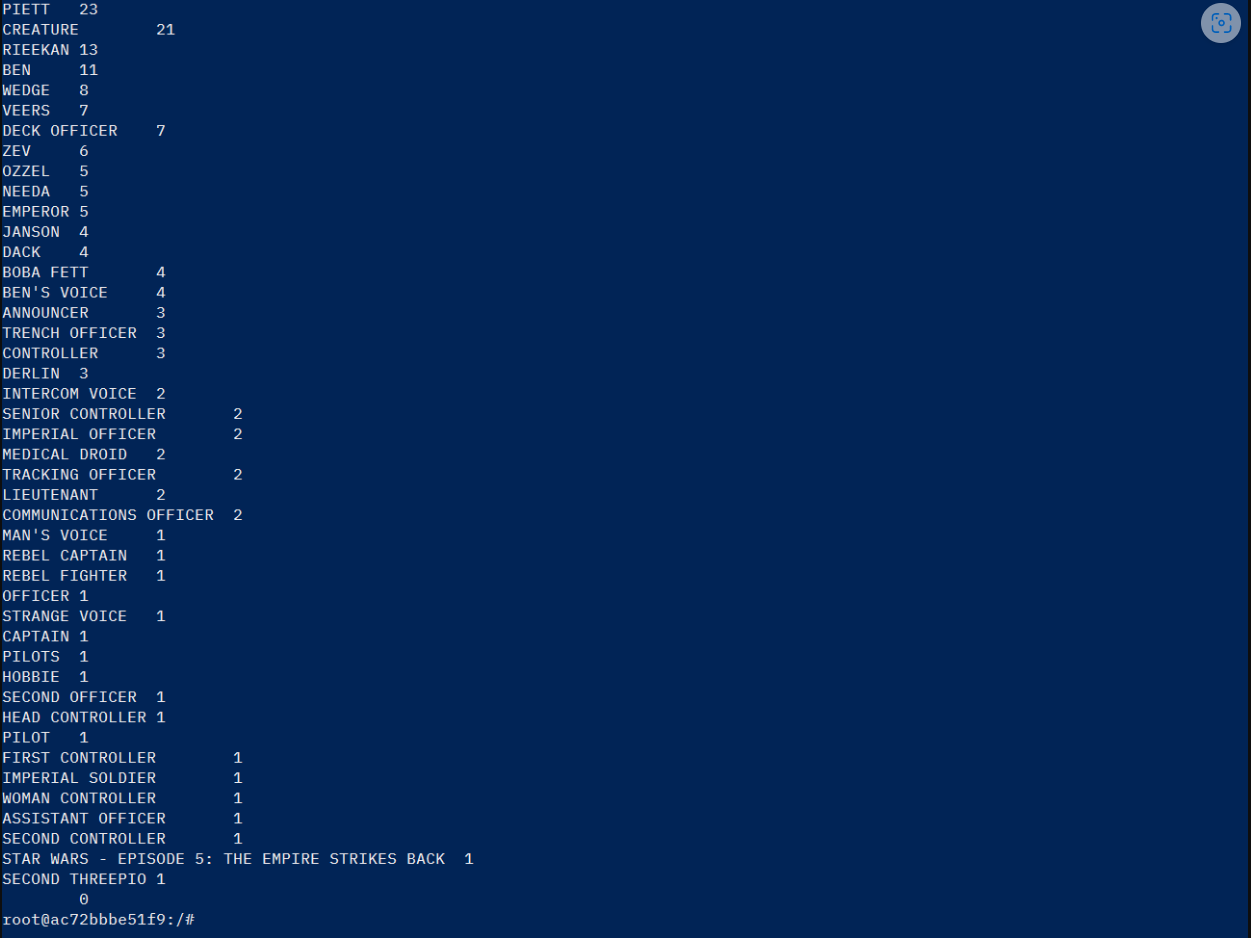 PIETT 23
CREATURE 21
RIEEKAN 13
BEN 11
WEDGE 8
VEERS 7
DECK OFFICER 7
ZEV 6
OZZEL 5
NEEDA 5
EMPEROR 5
JANSON 4
DACK 4
BOBA FETT 4
BEN'S VOICE 4
ANNOUNCER 3
TRENCH OFFICER 3
CONTROLLER 3
DERLIN 3
INTERCOM VOICE 2
SENIOR CONTROLLER 2
IMPERIAL OFFICER 2
MEDICAL DROID 2
TRACKING OFFICER 2
LIEUTENANT 2
COMMUNICATIONS OFFICER 2
MAN'S VOICE 1
REBEL CAPTAIN 1
REBEL FIGHTER 1
OFFICER 1
STRANGE VOICE 1
CAPTAIN 1
PILOTS 1
HOBBIE 1
SECOND OFFICER 1
HEAD CONTROLLER 1
PILOT 1
FIRST CONTROLLER 1
IMPERIAL SOLDIER 1
WOMAN CONTROLLER 1
ASSISTANT OFFICER 1
SECOND CONTROLLER 1
STAR WARS - EPISODE 5: THE EMPIRE STRIKES BACK 1
SECOND THREEPIO 1
0
root@ac72bbbe51f9:/#